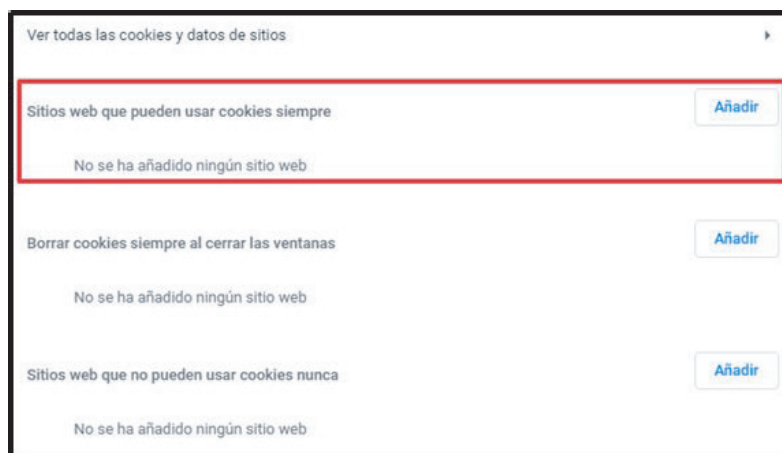 Ver todas las cookies y datos de sitios
Sitios web que pueden usar cookies siempre
Añadir
No se ha añadido ningún sitio web
Borrar cookies siempre al cerrar las ventanas
Añadir
No se ha añadido ningún sitio web
Sitios web que no pueden usar cookies nunca
Añadir
No se ha añadido ningún sitio web